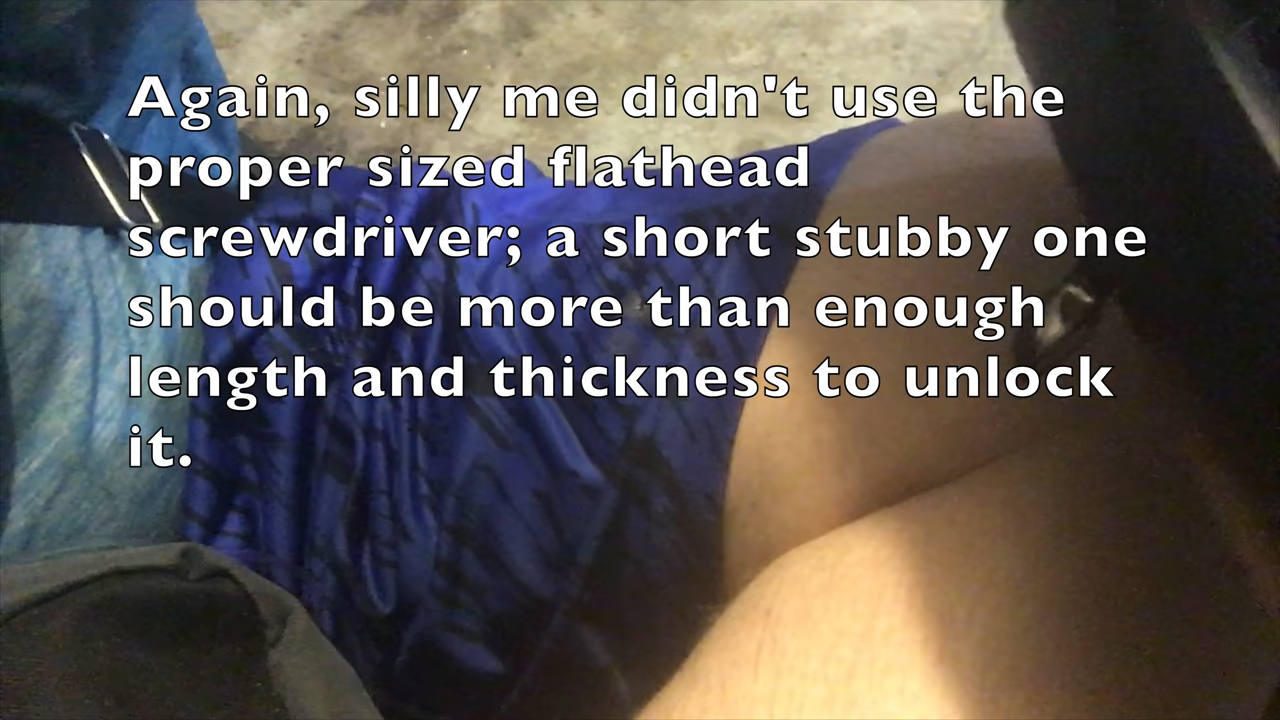 Again, silly me didn't use the
proper sized flathead
screwdriver; a short stubby one
should be more than enough
length and thickness to unlock
it.